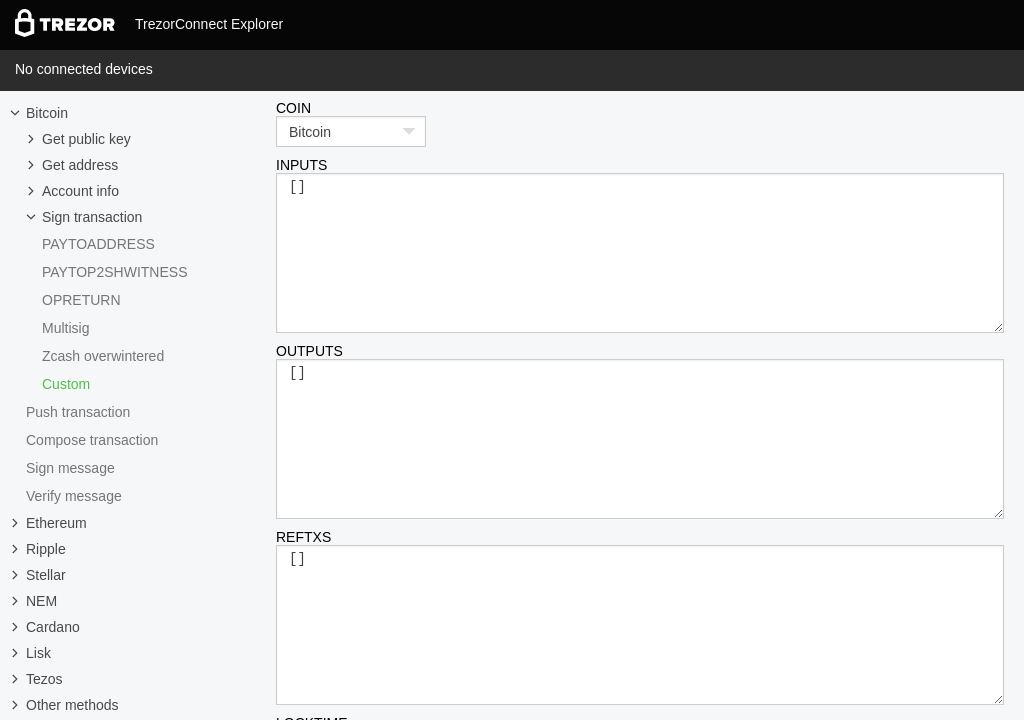 TREZOR TrezorConnect Explorer
No connected devices
Bitcoin
Get public key
Get address
Account info
Sign transaction
PAYTOADDRESS
PAYTOP2SHWITNESS
OPRETURN
Multisig
Zcash overwintered
Custom
Push transaction
Compose transaction
Sign message
Verify message
Ethereum
Ripple
Stellar
NEM
Cardano
Lisk
Tezos
Other methods
COIN
Bitcoin
INPUTS
[]
OUTPUTS
[]
REFTXS
[]
LOCKTIME